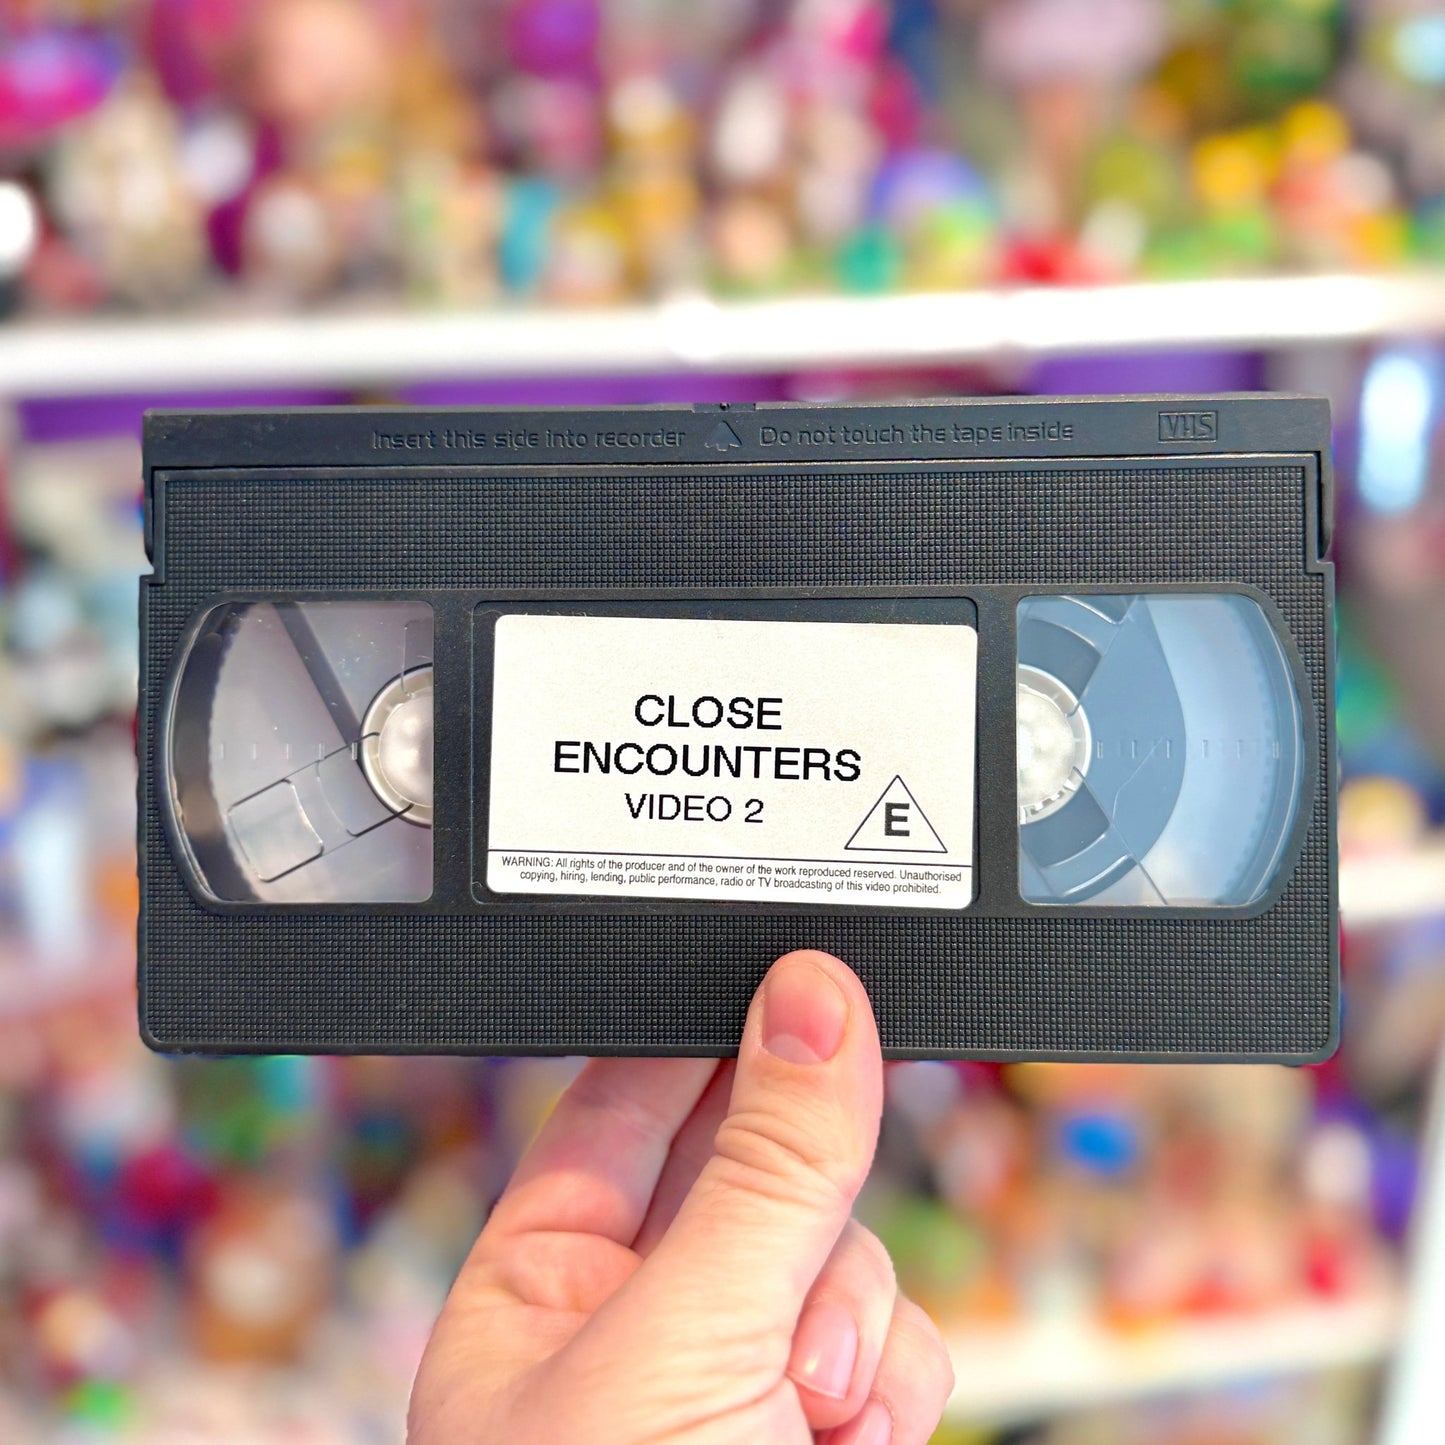 Insert this side into recorder Do not touch the tape inside VHS
CLOSE
ENCOUNTERS
VIDEO 2
E
WARNING: All rights of the producer and of the owner of the work reproduced reserved. Unauthorised
copying, hiring, lending, public performance, radio or TV broadcasting of this video prohibited.